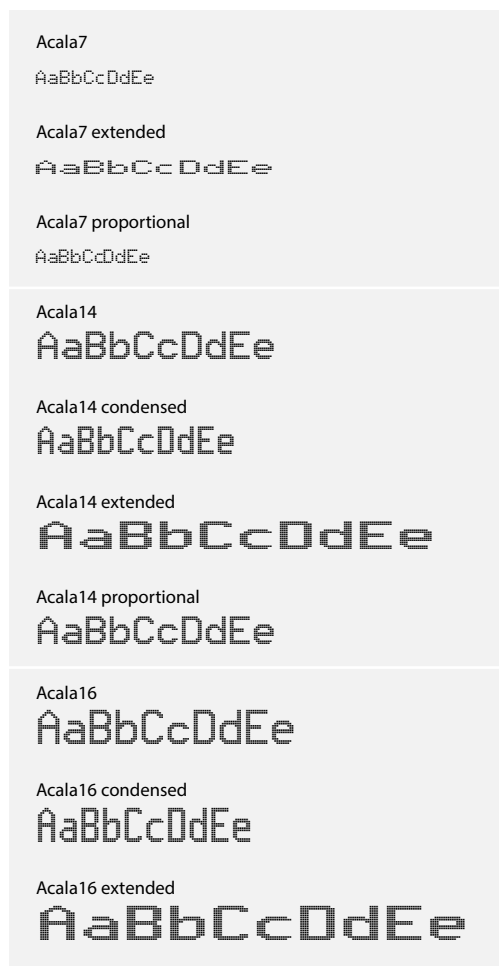 Acala7
AaBbCcDdEe
Acala7 extended
AaBbCcDdEe
Acala7 proportional
AaBbCcDdEe
Acala14
AaBbCcDdEe
Acala14 condensed
AaBbCcDdEe
Acala14 extended
AaBbCcDdEe
Acala14 proportional
AaBbCcDdEe
Acala16
AaBbCcDdEe
Acala16 condensed
AaBbCcDdEe
Acala16 extended
AaBbCcDdEe